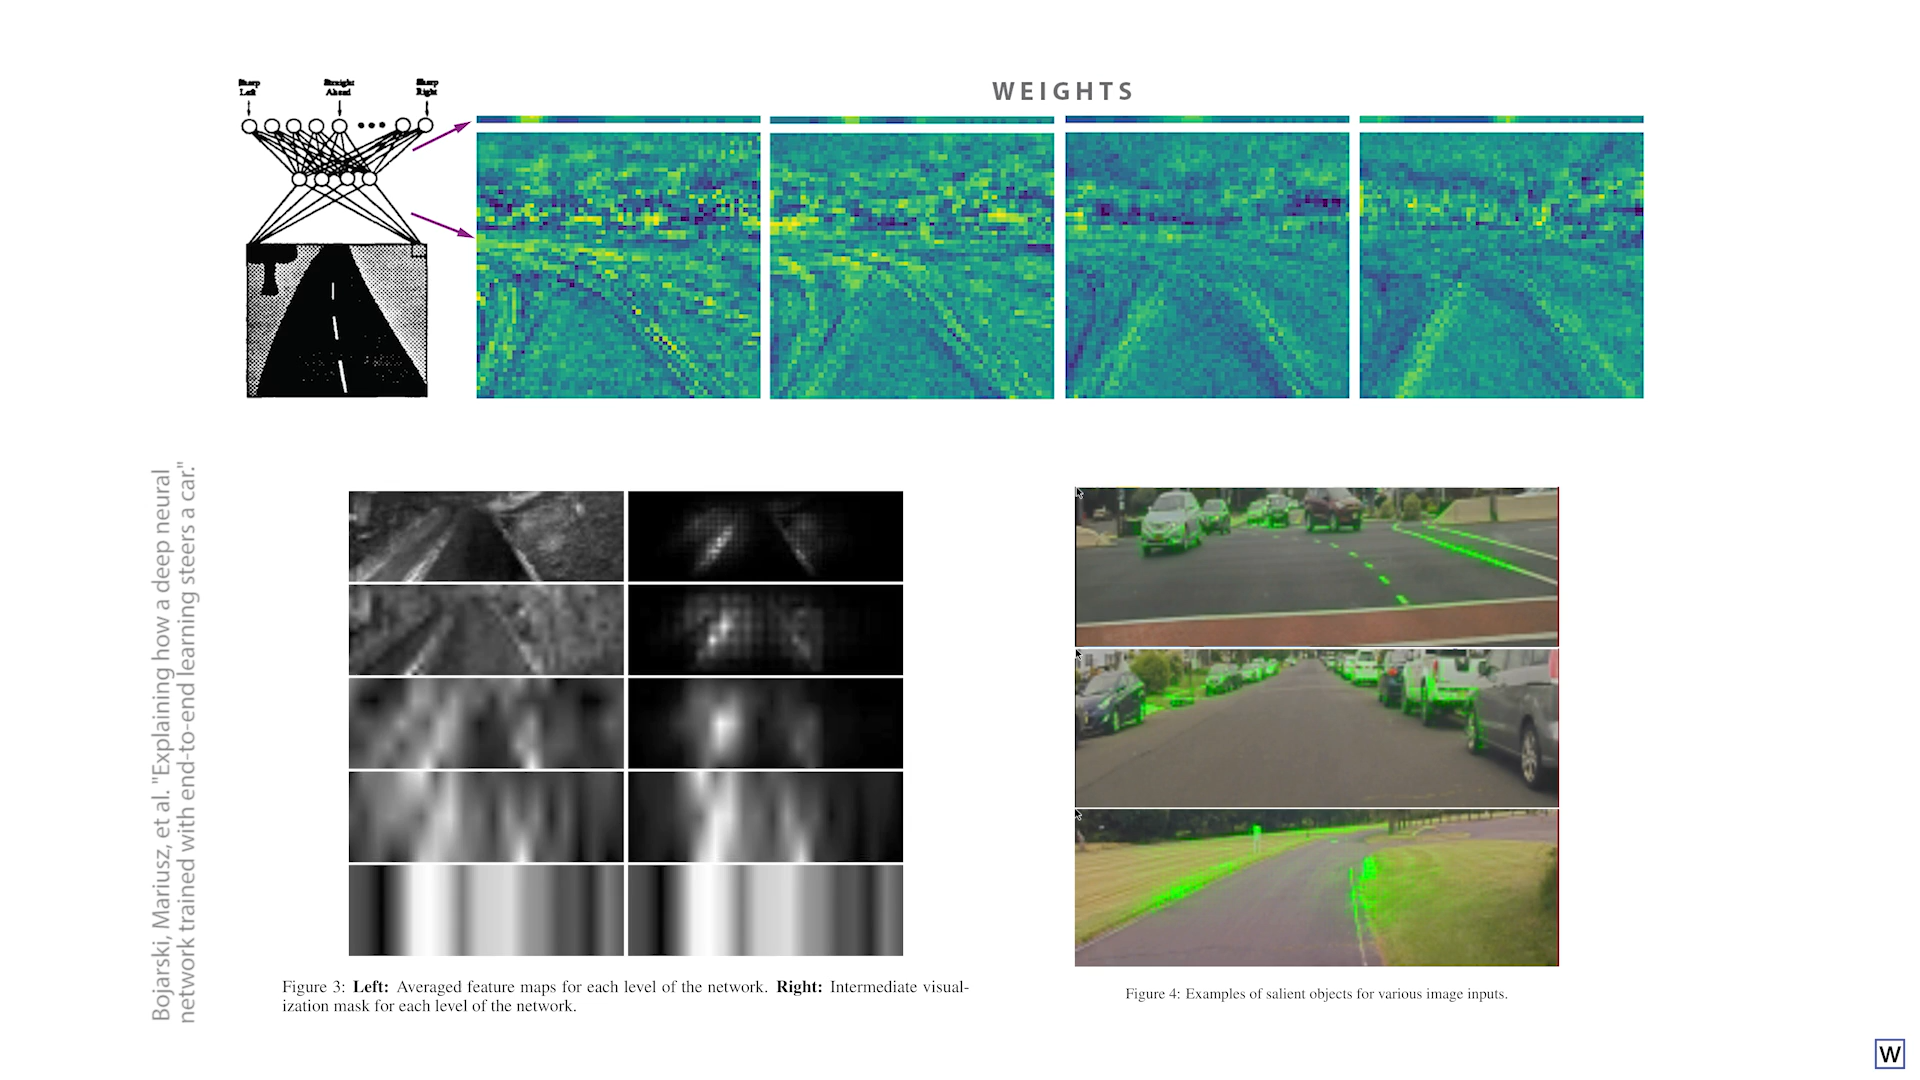 Sharp
Left
Straight
Ahead
Sharp
Right
WEIGHTS
Bojarski, Mariusz, et al. "Explaining how a deep neural
network trained with end-to-end learning steers a car."
Figure 3: Left: Averaged feature maps for each level of the network. Right: Intermediate visual-
ization mask for each level of the network.
Figure 4: Examples of salient objects for various image inputs.
W